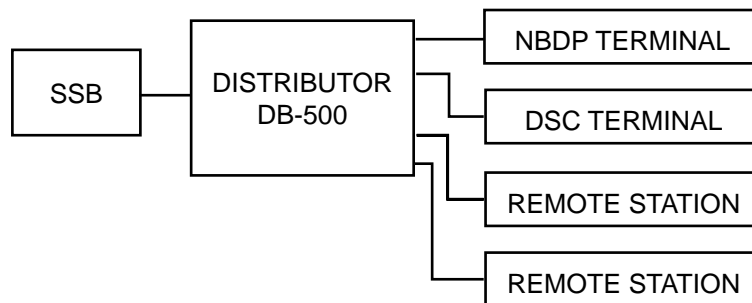 SSB
DISTRIBUTOR
DB-500
NBDP TERMINAL
DSC TERMINAL
REMOTE STATION
REMOTE STATION